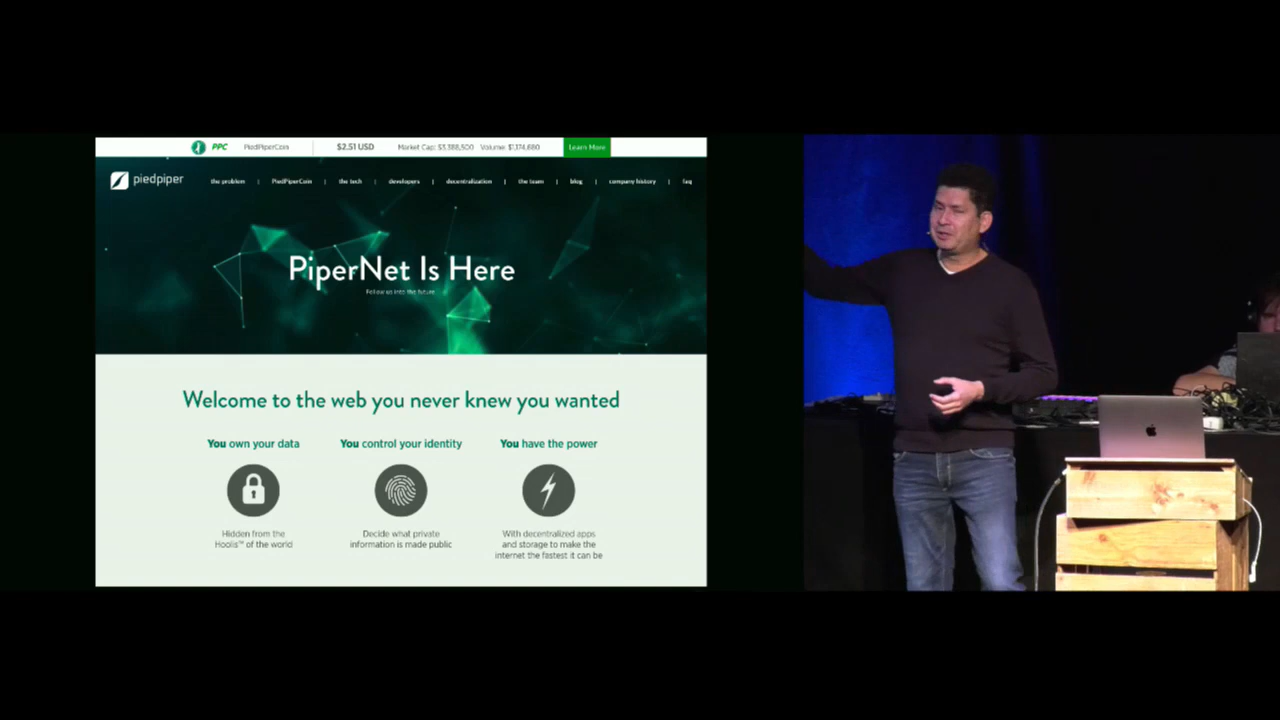 PPC PiedPiperCoin $2.51 USD Market Cap: $3,388,500 Volume: $1,174,680 Learn More
piedpiper the problem | PiedPiperCoin | the tech | developers | decentralization | the team | blog | company history | faq
PiperNet Is Here
Follow us into the future
Welcome to the web you never knew you wanted
You own your data
You control your identity
You have the power
Hidden from the
Hoolis™ of the world
Decide what private
information is made public
With decentralized apps
and storage to make the
internet the fastest it can be